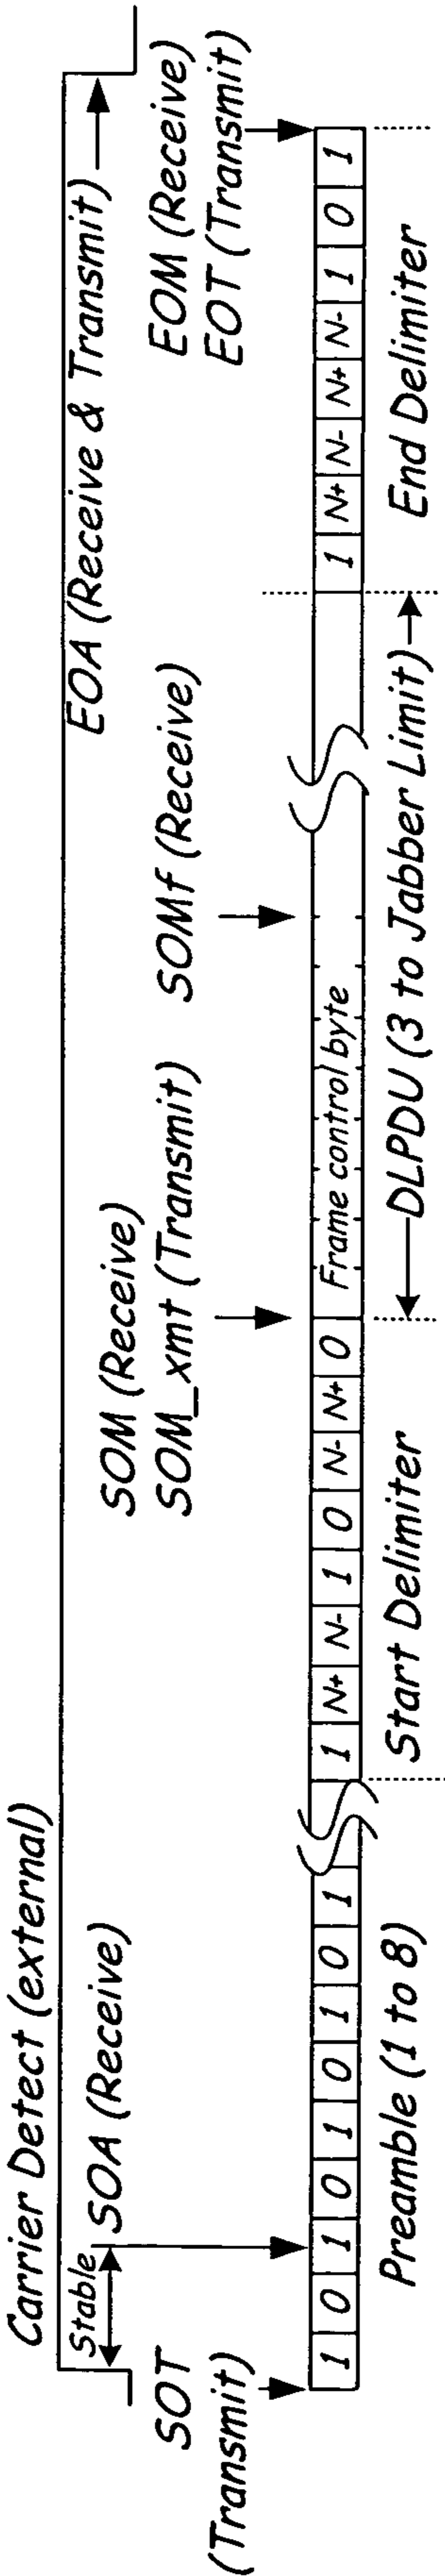 Carrier Detect (external)
Stable
SOA (Receive)
EOA (Receive & Transmit)
SOT
(Transmit)
SOM (Receive)
SOM_xmt (Transmit)
SOMf (Receive)
EOM (Receive)
EOT (Transmit)
1 0 1 0 1 0 1 0 1
1 N+ N- 1 0 N- N+ 0
Frame control byte
1 N+ N- N+ N- 1 0 1
Preamble (1 to 8)
Start Delimiter
DLPDU (3 to Jabber Limit)
End Delimiter